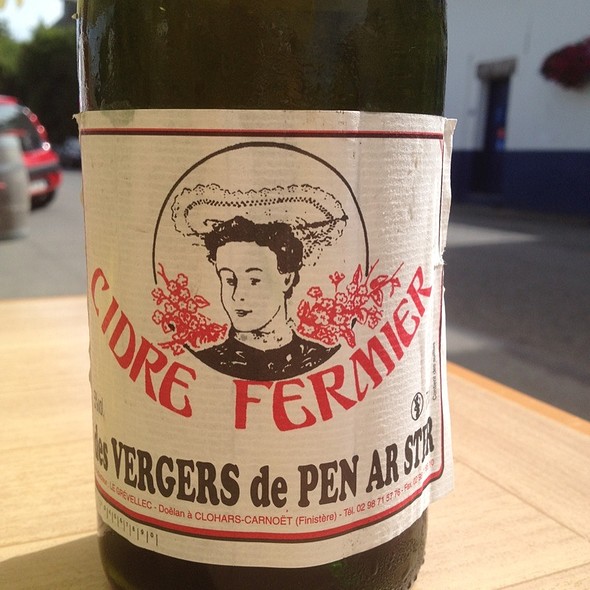 CIDRE FERMIER
des VERGERS de PEN AR STER
LE GREVELLEC - Doëlan à CLOHARS-CARNOËT (Finistère) - Tél. 02 98 71 57 76 - Fax